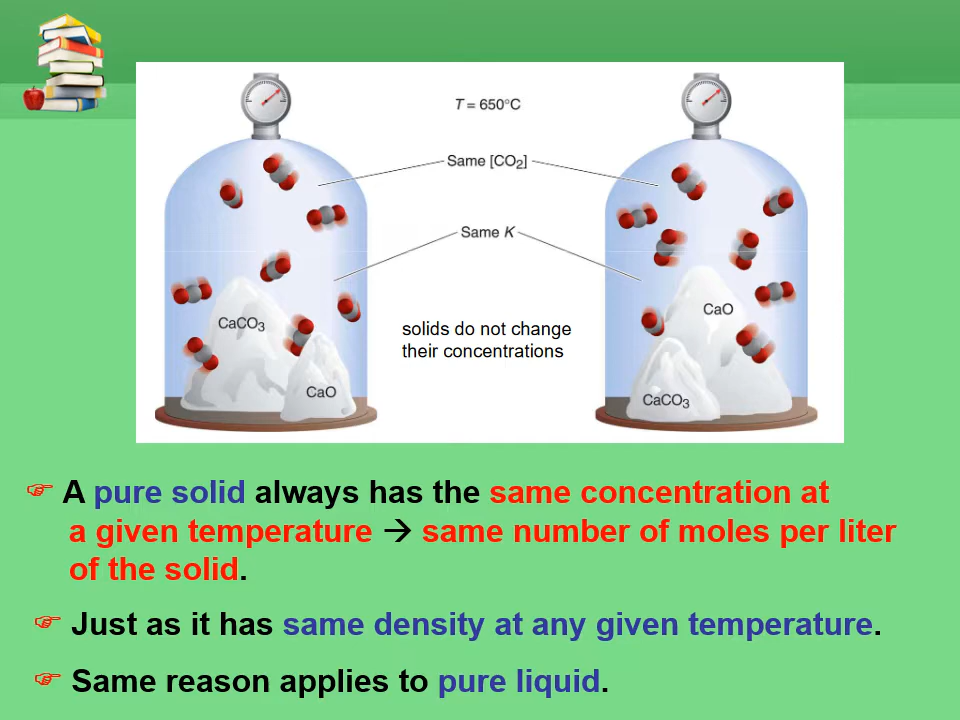 T = 650°C
Same [CO₂]
Same K
CaCO₃
CaO
solids do not change
their concentrations
CaO
CaCO₃
☞ A pure solid always has the same concentration at
a given temperature → same number of moles per liter
of the solid.
☞ Just as it has same density at any given temperature.
☞ Same reason applies to pure liquid.